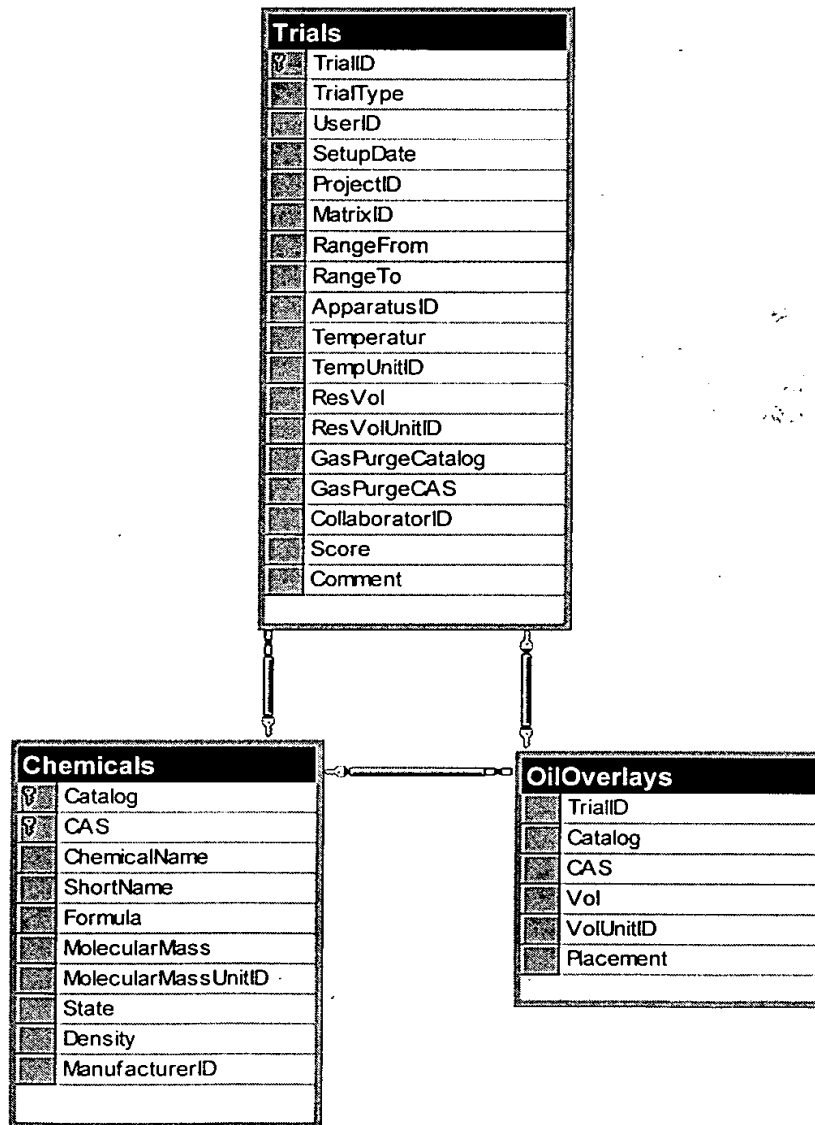 Trials
TrialID
TrialType
UserID
SetupDate
ProjectID
MatrixID
RangeFrom
RangeTo
ApparatusID
Temperatur
TempUnitID
ResVol
ResVolUnitID
GasPurgeCatalog
GasPurgeCAS
CollaboratorID
Score
Comment
Chemicals
Catalog
CAS
ChemicalName
ShortName
Formula
MolecularMass
MolecularMassUnitID
State
Density
ManufacturerID
OilOverlays
TrialID
Catalog
CAS
Vol
VolUnitID
Placement